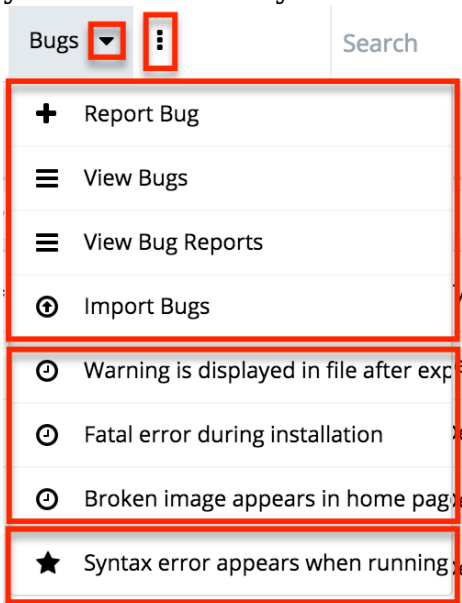 Bugs
Search
Report Bug
View Bugs
View Bug Reports
Import Bugs
Warning is displayed in file after exp
Fatal error during installation
Broken image appears in home pag
Syntax error appears when running